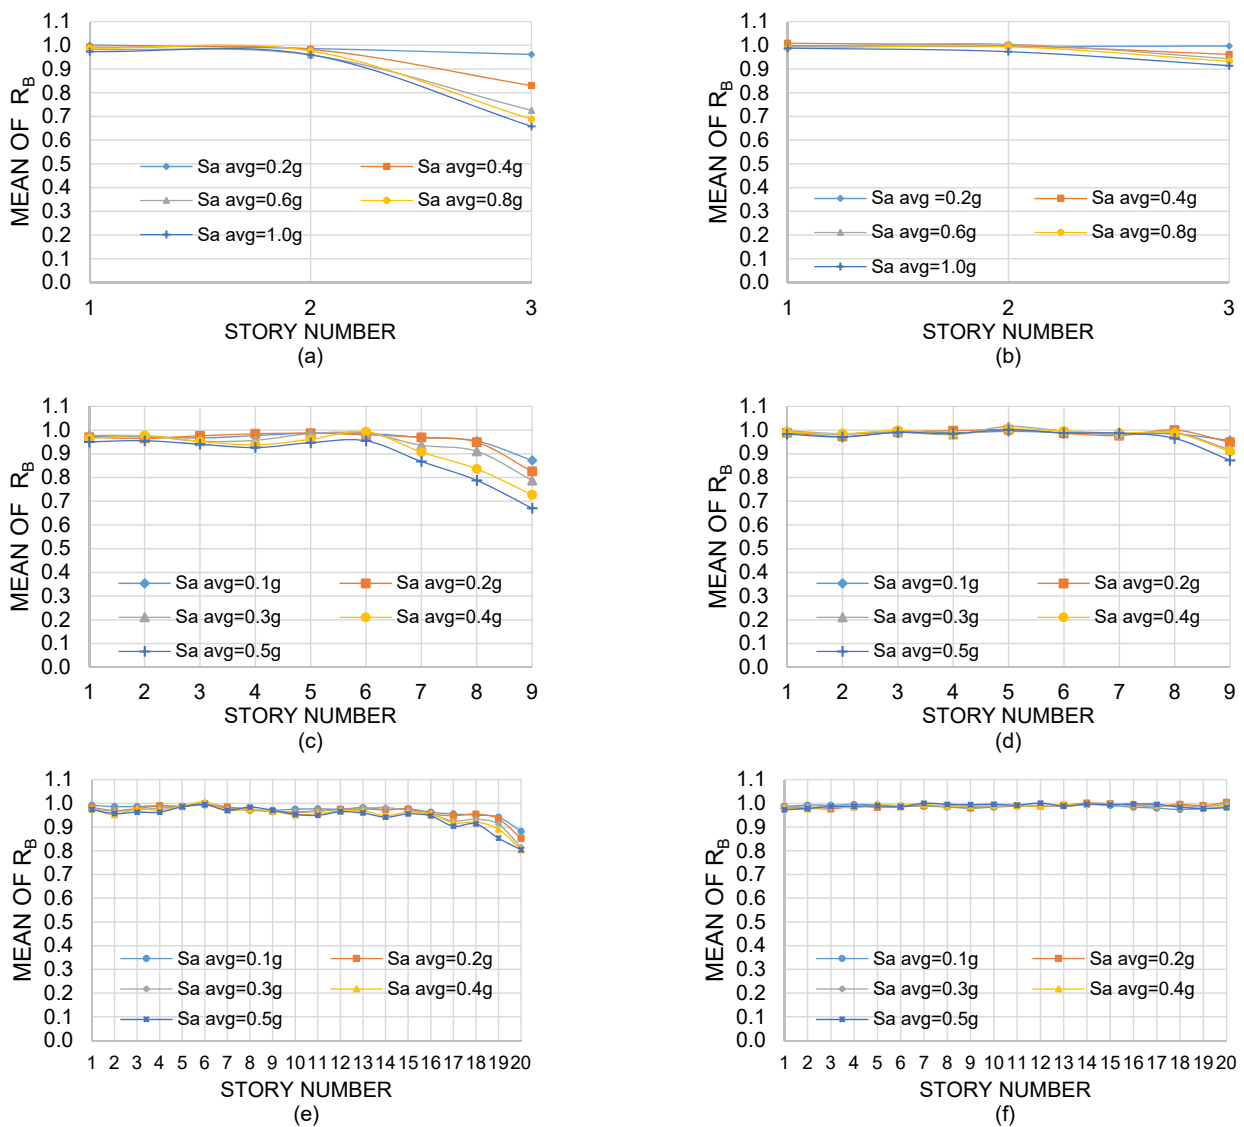 MEAN OF R_B
1.1
1.0
0.9
0.8
0.7
0.6
0.5
0.4
0.3
0.2
0.1
0.0
Sa avg=0.2g Sa avg=0.4g
Sa avg=0.6g Sa avg=0.8g
Sa avg=1.0g
1 2 3
STORY NUMBER
(a)
MEAN OF R_B
1.1
1.0
0.9
0.8
0.7
0.6
0.5
0.4
0.3
0.2
0.1
0.0
Sa avg =0.2g Sa avg=0.4g
Sa avg=0.6g Sa avg=0.8g
Sa avg=1.0g
1 2 3
STORY NUMBER
(b)
MEAN OF R_B
1.1
1.0
0.9
0.8
0.7
0.6
0.5
0.4
0.3
0.2
0.1
0.0
Sa avg=0.1g Sa avg=0.2g
Sa avg=0.3g Sa avg=0.4g
Sa avg=0.5g
1 2 3 4 5 6 7 8 9
STORY NUMBER
(c)
MEAN OF R_B
1.1
1.0
0.9
0.8
0.7
0.6
0.5
0.4
0.3
0.2
0.1
0.0
Sa avg=0.1g Sa avg=0.2g
Sa avg=0.3g Sa avg=0.4g
Sa avg=0.5g
1 2 3 4 5 6 7 8 9
STORY NUMBER
(d)
MEAN OF R_B
1.1
1.0
0.9
0.8
0.7
0.6
0.5
0.4
0.3
0.2
0.1
0.0
Sa avg=0.1g Sa avg=0.2g
Sa avg=0.3g Sa avg=0.4g
Sa avg=0.5g
1 2 3 4 5 6 7 8 9 10 11 12 13 14 15 16 17 18 19 20
STORY NUMBER
(e)
MEAN OF R_B
1.1
1.0
0.9
0.8
0.7
0.6
0.5
0.4
0.3
0.2
0.1
0.0
Sa avg=0.1g Sa avg=0.2g
Sa avg=0.3g Sa avg=0.4g
Sa avg=0.5g
1 2 3 4 5 6 7 8 9 10 11 12 13 14 15 16 17 18 19 20
STORY NUMBER
(f)